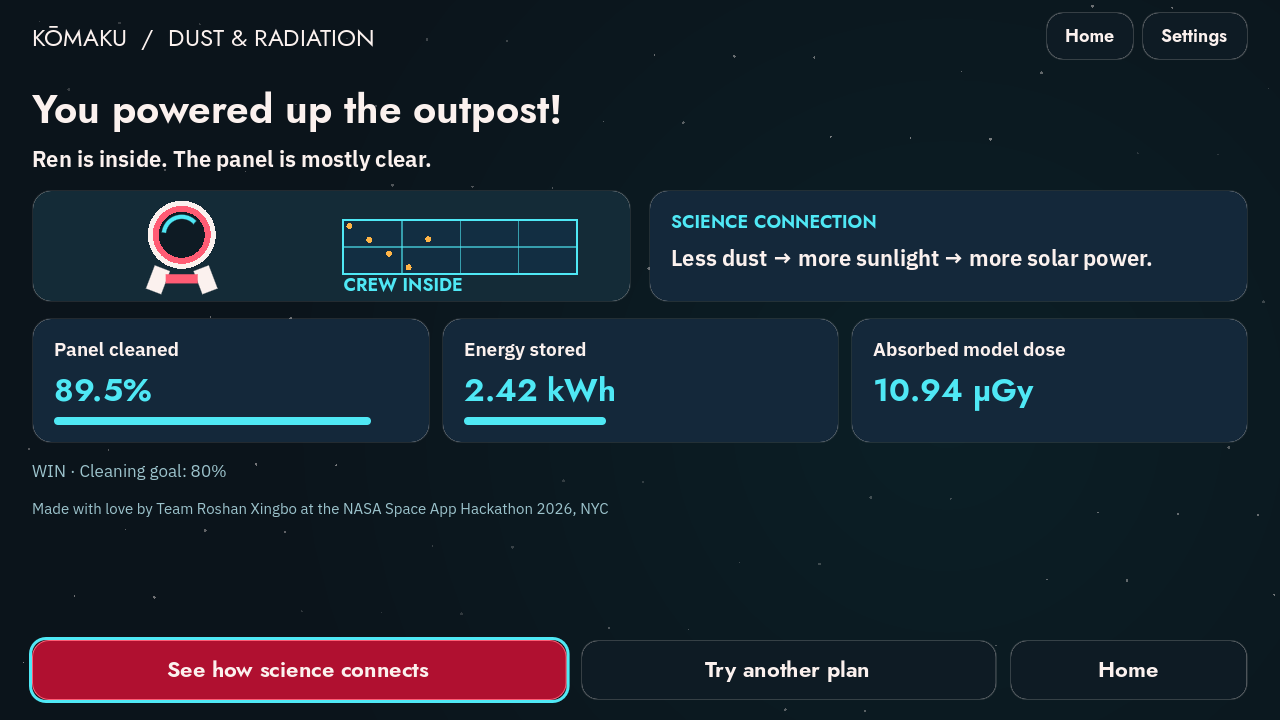 KŌMAKU / DUST & RADIATION
Home
Settings
You powered up the outpost!
Ren is inside. The panel is mostly clear.
CREW INSIDE
SCIENCE CONNECTION
Less dust → more sunlight → more solar power.
Panel cleaned
89.5%
Energy stored
2.42 kWh
Absorbed model dose
10.94 µGy
WIN · Cleaning goal: 80%
Made with love by Team Roshan Xingbo at the NASA Space App Hackathon 2026, NYC
See how science connects
Try another plan
Home